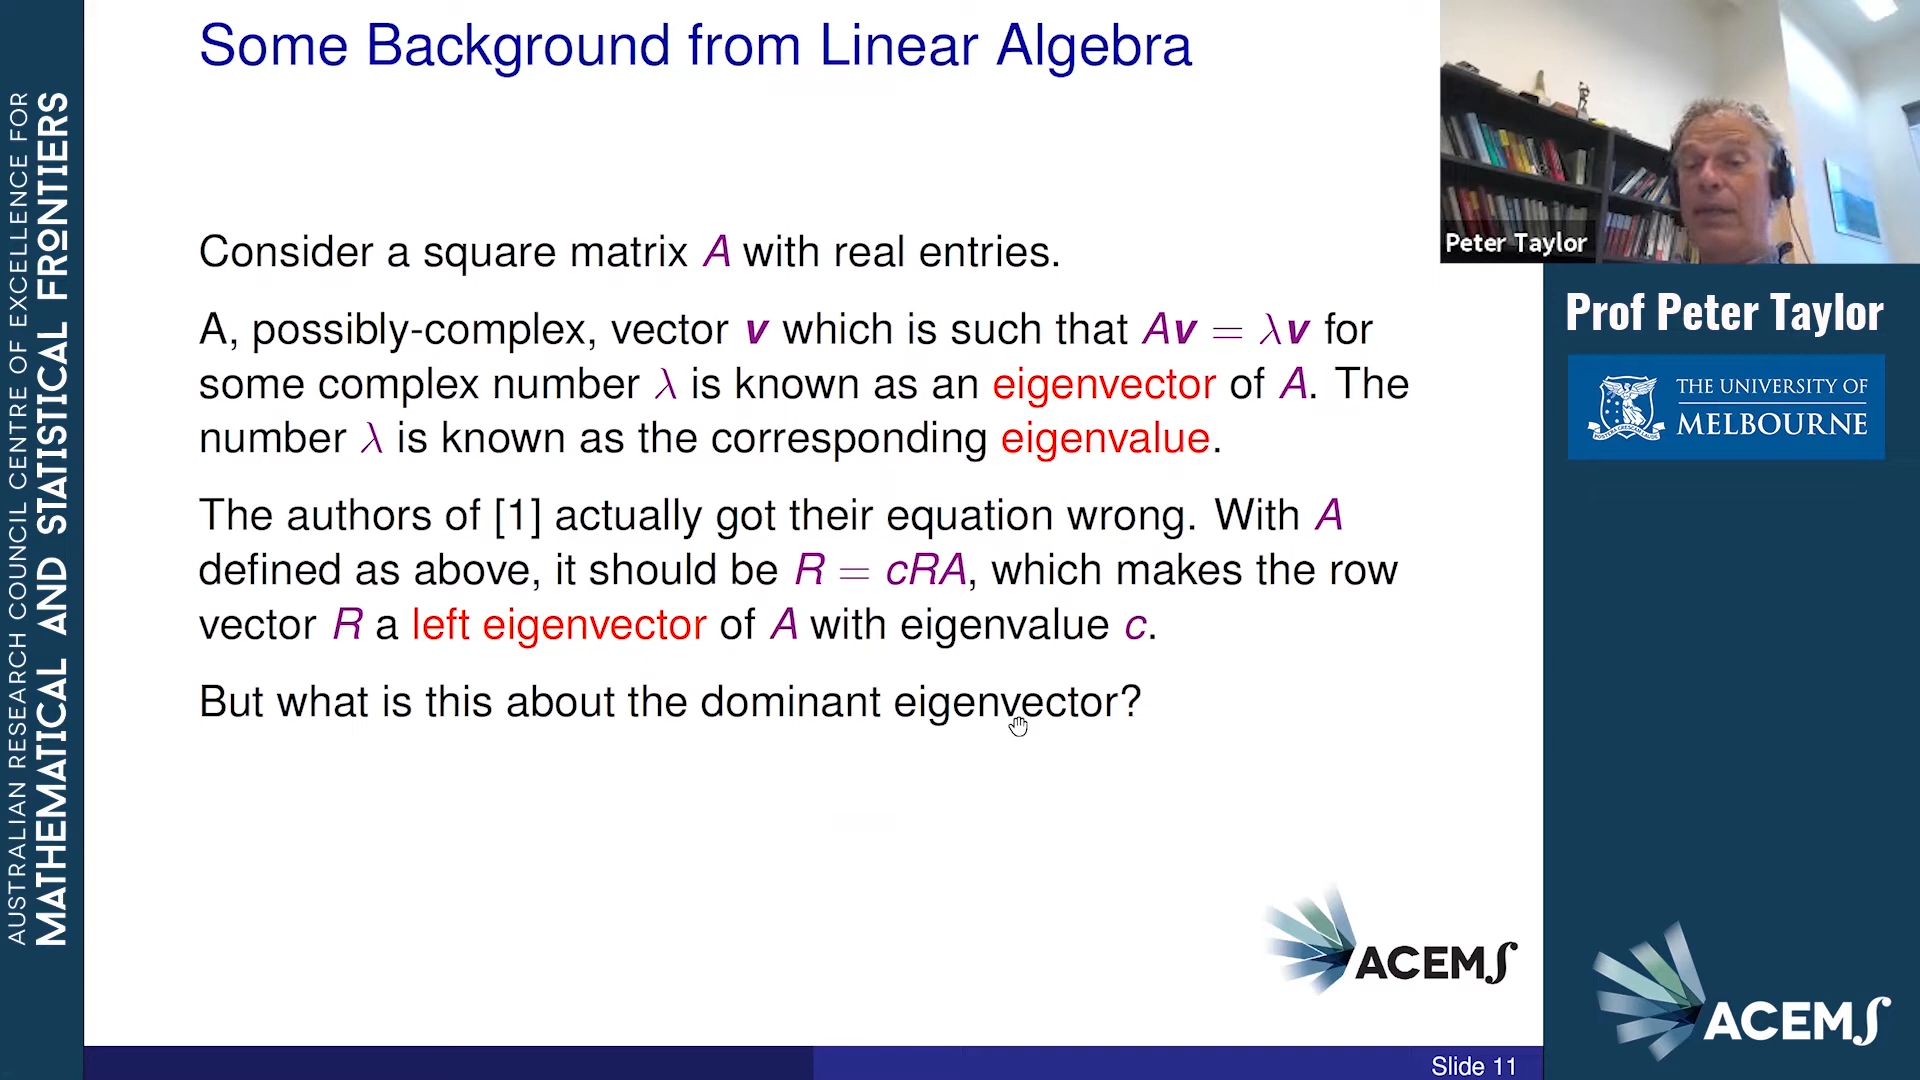 AUSTRALIAN RESEARCH COUNCIL CENTRE OF EXCELLENCE FOR
MATHEMATICAL AND STATISTICAL FRONTIERS
Some Background from Linear Algebra
Consider a square matrix A with real entries.
A, possibly-complex, vector v which is such that Av = λv for
some complex number λ is known as an eigenvector of A. The
number λ is known as the corresponding eigenvalue.
The authors of [1] actually got their equation wrong. With A
defined as above, it should be R = cRA, which makes the row
vector R a left eigenvector of A with eigenvalue c.
But what is this about the dominant eigenvector?
ACEMS
Slide 11
Peter Taylor
Prof Peter Taylor
THE UNIVERSITY OF
MELBOURNE
ACEMS